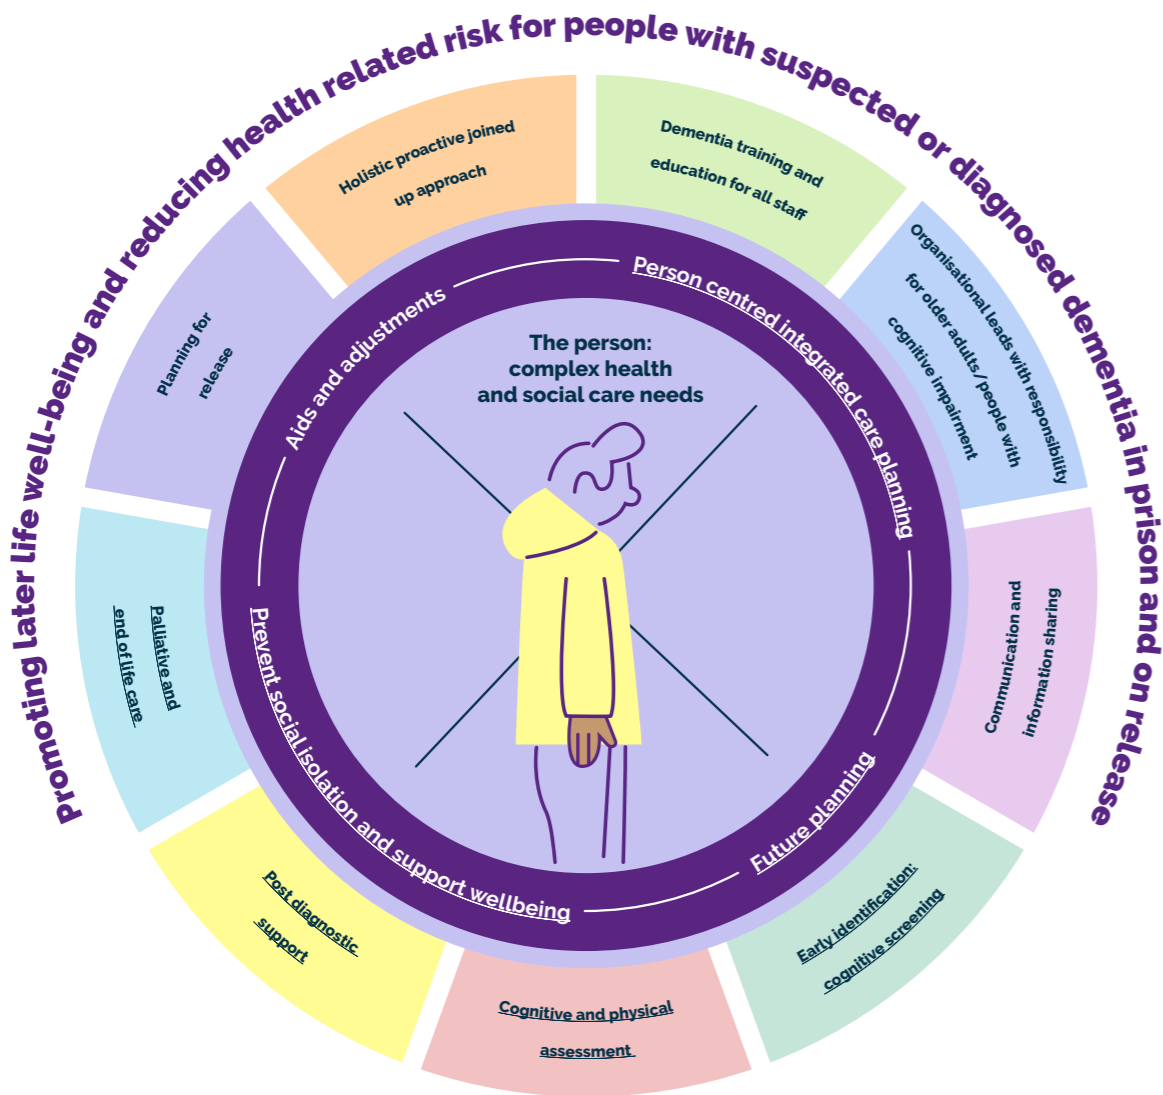 Promoting later life well-being and reducing health related risk for people with suspected or diagnosed dementia in prison and on release
Holistic proactive joined
up approach
Dementia training and
education for all staff
Organisational leads with responsibility
for older adults / people with
cognitive impairment
Communication and
information sharing
Early identification:
cognitive screening
Cognitive and physical
assessment
Post diagnostic
support
Palliative and
end of life care
Planning for
release
Aids and adjustments
Person centred integrated care planning
Future planning
Prevent social isolation and support wellbeing
The person:
complex health
and social care needs